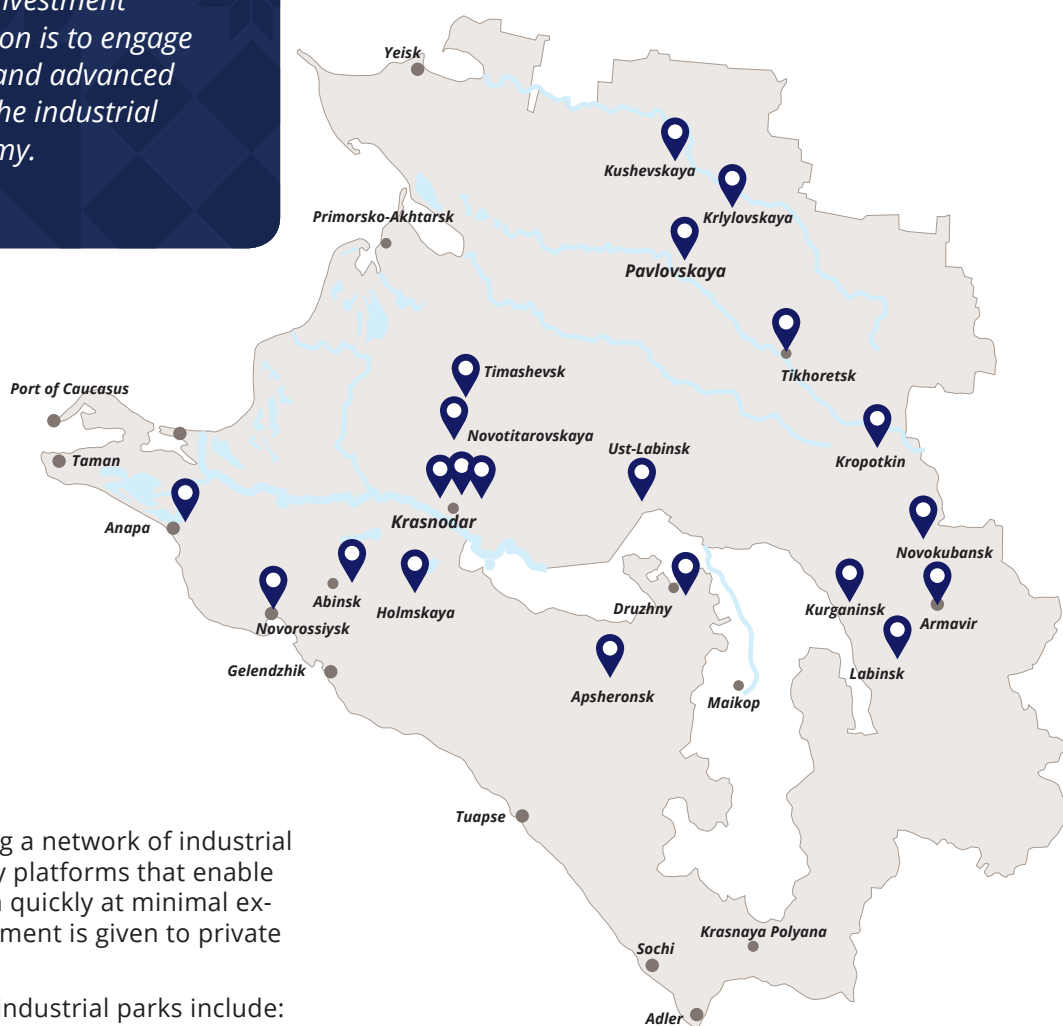 nvestment
on is to engage
and advanced
he industrial
my.
Yeisk
Kushevskaya
Krlylovskaya
Primorsko-Akhtarsk
Pavlovskaya
Tikhoretsk
Timashevsk
Port of Caucasus
Novotitarovskaya
Ust-Labinsk
Kropotkin
Taman
Krasnodar
Anapa
Novokubansk
Abinsk
Holmskaya
Druzhny
Kurganinsk
Armavir
Novorossiysk
Gelendzhik
Labinsk
Apsheronsk
Maikop
Tuapse
g a network of industrial
y platforms that enable
n quickly at minimal ex-
ment is given to private
Krasnaya Polyana
Sochi
industrial parks include:
Adler